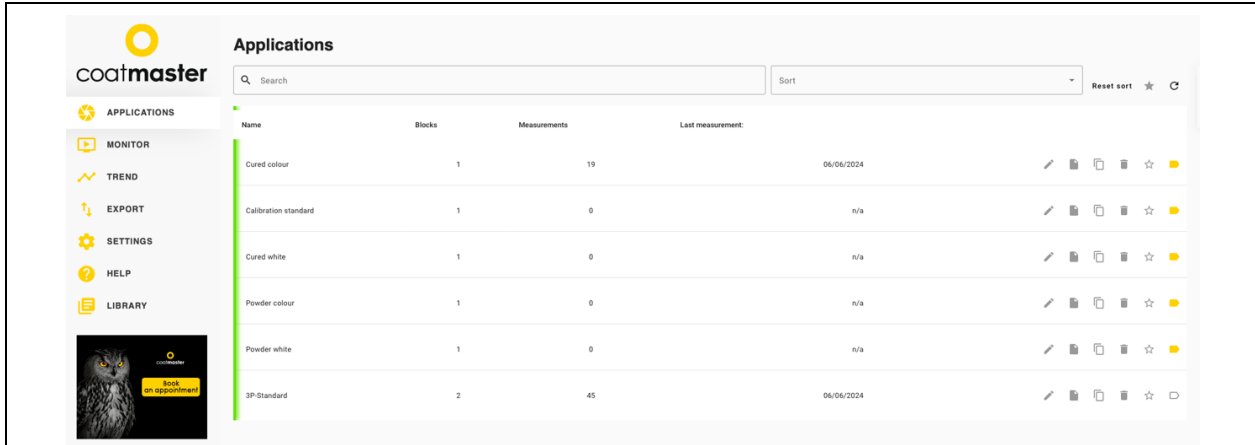 coatmaster
APPLICATIONS
MONITOR
TREND
EXPORT
SETTINGS
HELP
LIBRARY
coatmaster
Book
an appointment
Applications
Search
Sort
Reset sort
Name Blocks Measurements Last measurement:
Cured colour 1 19 06/06/2024
Calibration standard 1 0 n/a
Cured white 1 0 n/a
Powder colour 1 0 n/a
Powder white 1 0 n/a
3P-Standard 2 45 06/06/2024